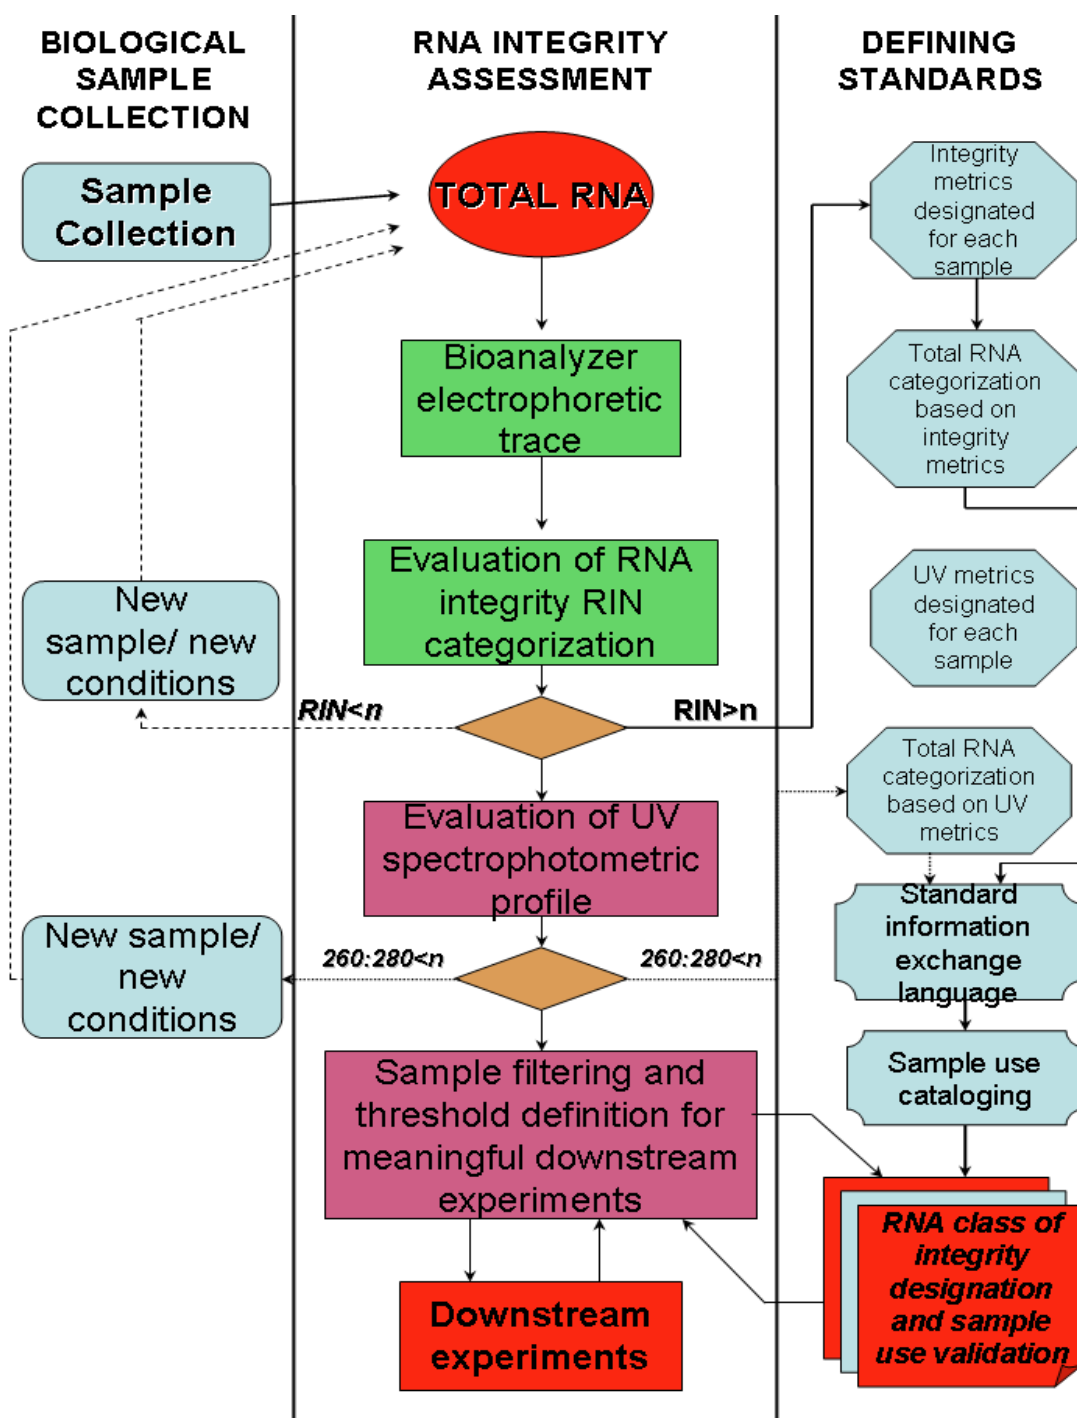 BIOLOGICAL
SAMPLE
COLLECTION
RNA INTEGRITY
ASSESSMENT
DEFINING
STANDARDS
Sample
Collection
TOTAL RNA
Integrity
metrics
designated
for each
sample
Bioanalyzer
electrophoretic
trace
Total RNA
categorization
based on
integrity
metrics
Evaluation of RNA
integrity RIN
categorization
New
sample/ new
conditions
UV metrics
designated
for each
sample
RIN<n
RIN>n
Total RNA
categorization
based on UV
metrics
Evaluation of UV
spectrophotometric
profile
Standard
information
exchange
language
New sample/
new
conditions
260:280<n
260:280<n
Sample filtering and
threshold definition for
meaningful downstream
experiments
Sample use
cataloging
RNA class of
integrity
designation
and sample
use validation
Downstream
experiments